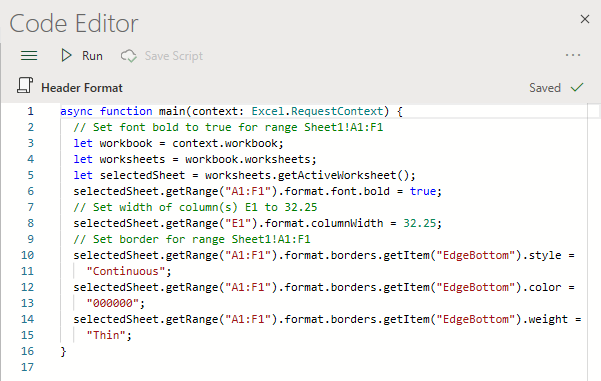 Code Editor
Run Save Script
Header Format Saved
1 async function main(context: Excel.RequestContext) {
2 // Set font bold to true for range Sheet1!A1:F1
3 let workbook = context.workbook;
4 let worksheets = workbook.worksheets;
5 let selectedSheet = worksheets.getActiveWorksheet();
6 selectedSheet.getRange("A1:F1").format.font.bold = true;
7 // Set width of column(s) E1 to 32.25
8 selectedSheet.getRange("E1").format.columnWidth = 32.25;
9 // Set border for range Sheet1!A1:F1
10 selectedSheet.getRange("A1:F1").format.borders.getItem("EdgeBottom").style =
11 "Continuous";
12 selectedSheet.getRange("A1:F1").format.borders.getItem("EdgeBottom").color =
13 "000000";
14 selectedSheet.getRange("A1:F1").format.borders.getItem("EdgeBottom").weight =
15 "Thin";
16 }
17